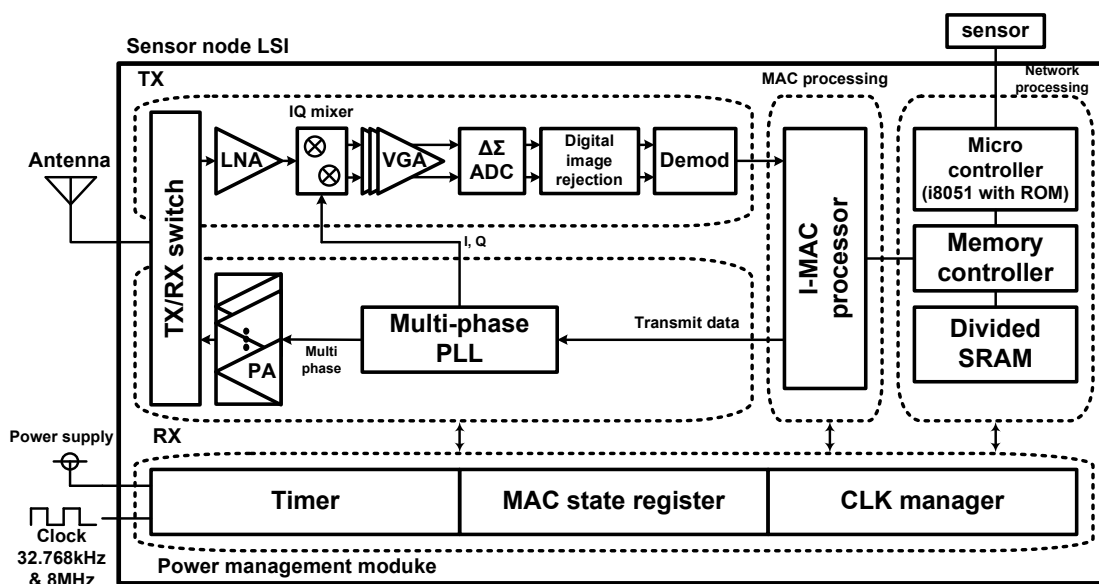 Sensor node LSI
sensor
TX
MAC processing
Network
processing
IQ mixer
Antenna
TX/RX switch
LNA
VGA
ΔΣ
ADC
Digital
image
rejection
Demod
I-MAC
processor
Micro
controller
(i8051 with ROM)
I, Q
Memory
controller
PA
Multi
phase
Multi-phase
PLL
Transmit data
Divided
SRAM
RX
Power supply
Timer
MAC state register
CLK manager
Clock
32.768kHz
& 8MHz
Power management moduke